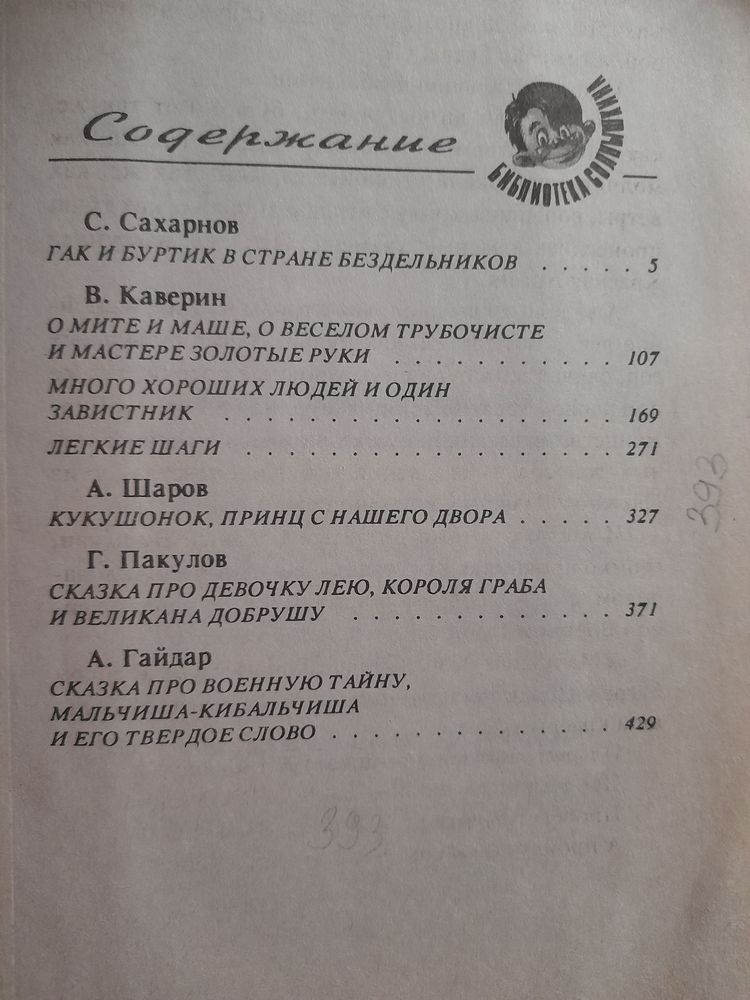 Содержание
БИБЛИОТЕКА СОЛНЫШКИНА
С. Сахарнов
ГАК И БУРТИК В СТРАНЕ БЕЗДЕЛЬНИКОВ . . . . . 5
В. Каверин
О МИТЕ И МАШЕ, О ВЕСЕЛОМ ТРУБОЧИСТЕ
И МАСТЕРЕ ЗОЛОТЫЕ РУКИ . . . . . . . . . . . 107
МНОГО ХОРОШИХ ЛЮДЕЙ И ОДИН
ЗАВИСТНИК . . . . . . . . . . . . . . . . . . 169
ЛЕГКИЕ ШАГИ . . . . . . . . . . . . . . . . . 271
А. Шаров
КУКУШОНОК, ПРИНЦ С НАШЕГО ДВОРА . . . . . 327
Г. Пакулов
СКАЗКА ПРО ДЕВОЧКУ ЛЕЮ, КОРОЛЯ ГРАБА
И ВЕЛИКАНА ДОБРУШУ . . . . . . . . . . . . . 371
А. Гайдар
СКАЗКА ПРО ВОЕННУЮ ТАЙНУ,
МАЛЬЧИША-КИБАЛЬЧИША
И ЕГО ТВЕРДОЕ СЛОВО . . . . . . . . . . . . . . 429
393
393